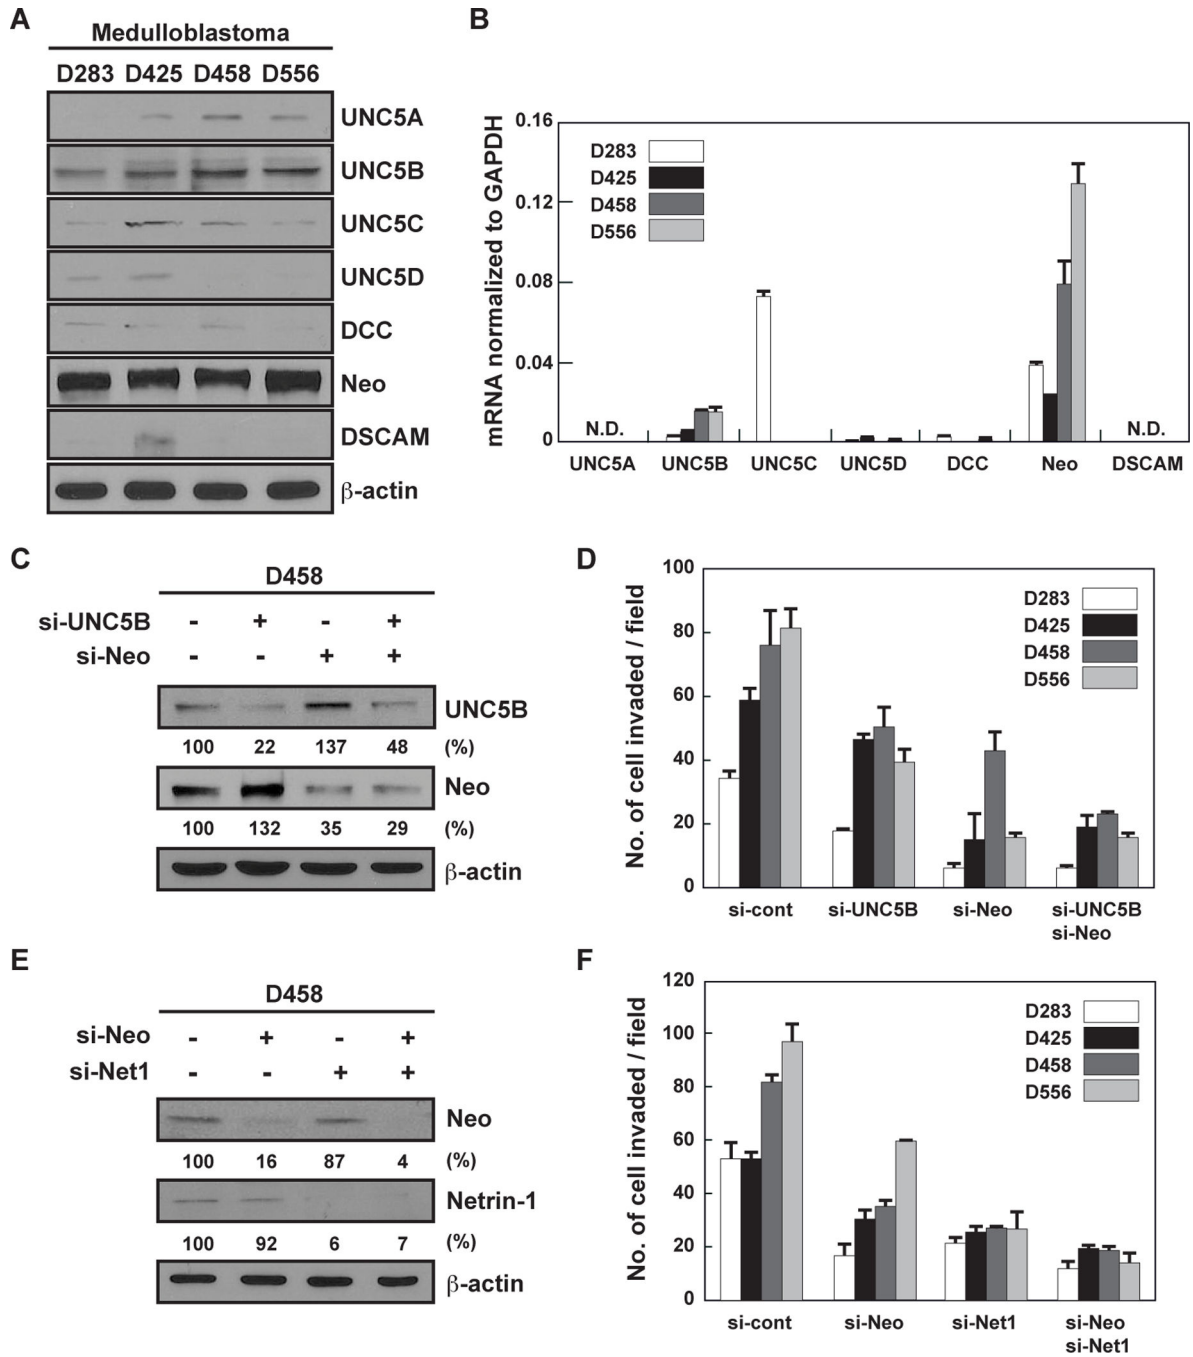 A
Medulloblastoma
D283 D425 D458 D556
UNC5A
UNC5B
UNC5C
UNC5D
DCC
Neo
DSCAM
β-actin
B
mRNA normalized to GAPDH
0.16
0.12
0.08
0.04
0
D283
D425
D458
D556
N.D.
N.D.
UNC5A UNC5B UNC5C UNC5D DCC Neo DSCAM
C
D458
si-UNC5B - + - +
si-Neo - - + +
UNC5B
100 22 137 48 (%)
Neo
100 132 35 29 (%)
β-actin
D
No. of cell invaded / field
100
80
60
40
20
0
D283
D425
D458
D556
si-cont si-UNC5B si-Neo si-UNC5B
si-Neo
E
D458
si-Neo - + - +
si-Net1 - - + +
Neo
100 16 87 4 (%)
Netrin-1
100 92 6 7 (%)
β-actin
F
No. of cell invaded / field
120
100
80
60
40
20
0
D283
D425
D458
D556
si-cont si-Neo si-Net1 si-Neo
si-Net1